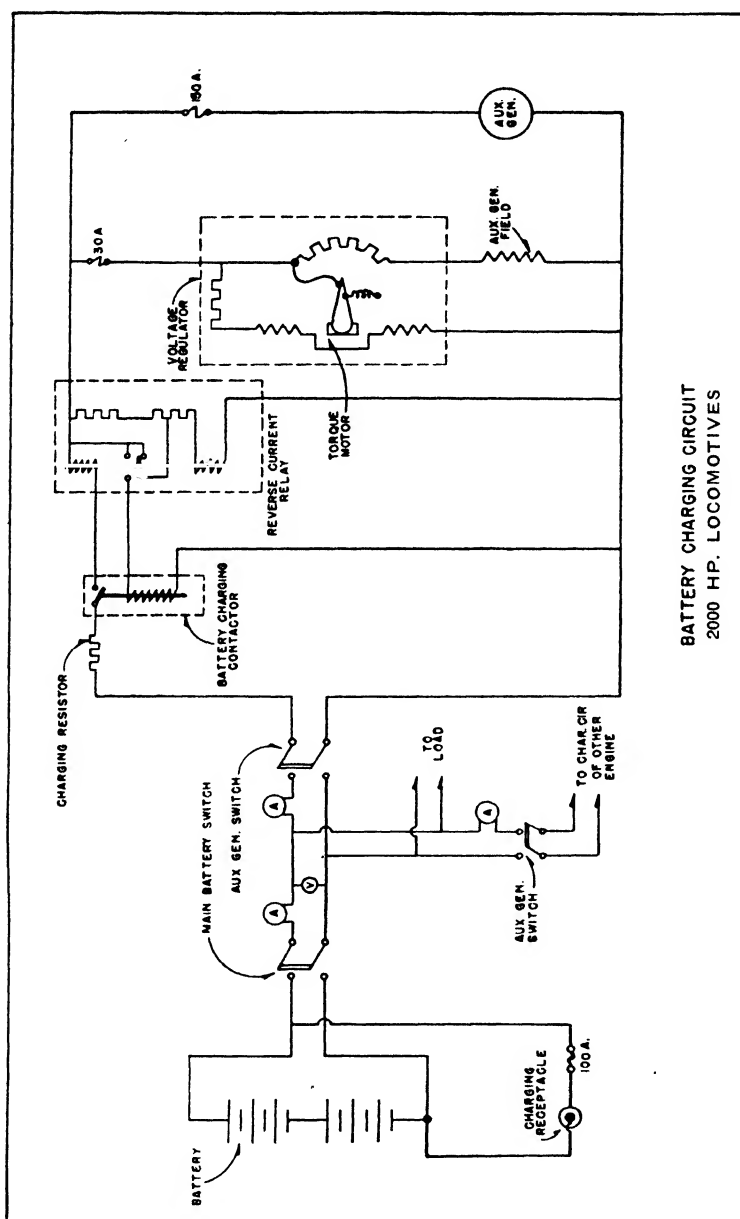 150 A.
AUX.
GEN.
30A
AUX. GEN.
FIELD
VOLTAGE
REGULATOR
TORQUE
MOTOR
REVERSE CURRENT
RELAY
BATTERY CHARGING
CONTACTOR
CHARGING RESISTOR
AUX GEN. SWITCH
MAIN BATTERY SWITCH
A
V
A
TO
LOAD
A
TO CHAR. CIR
OF OTHER
ENGINE
AUX GEN.
SWITCH
BATTERY
CHARGING
RECEPTACLE
100 A.
BATTERY CHARGING CIRCUIT
2000 HP. LOCOMOTIVES